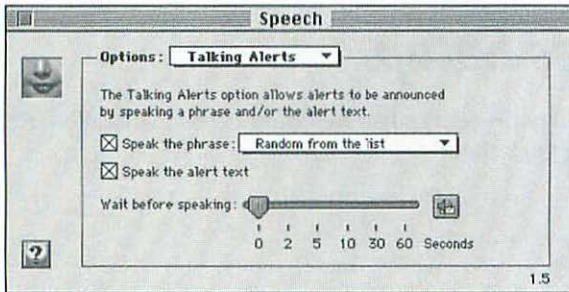 Speech
Options: Talking Alerts
The Talking Alerts option allows alerts to be announced
by speaking a phrase and/or the alert text.
Speak the phrase: Random from the list
Speak the alert text
Wait before speaking:
0 2 5 10 30 60 Seconds
?
1.5